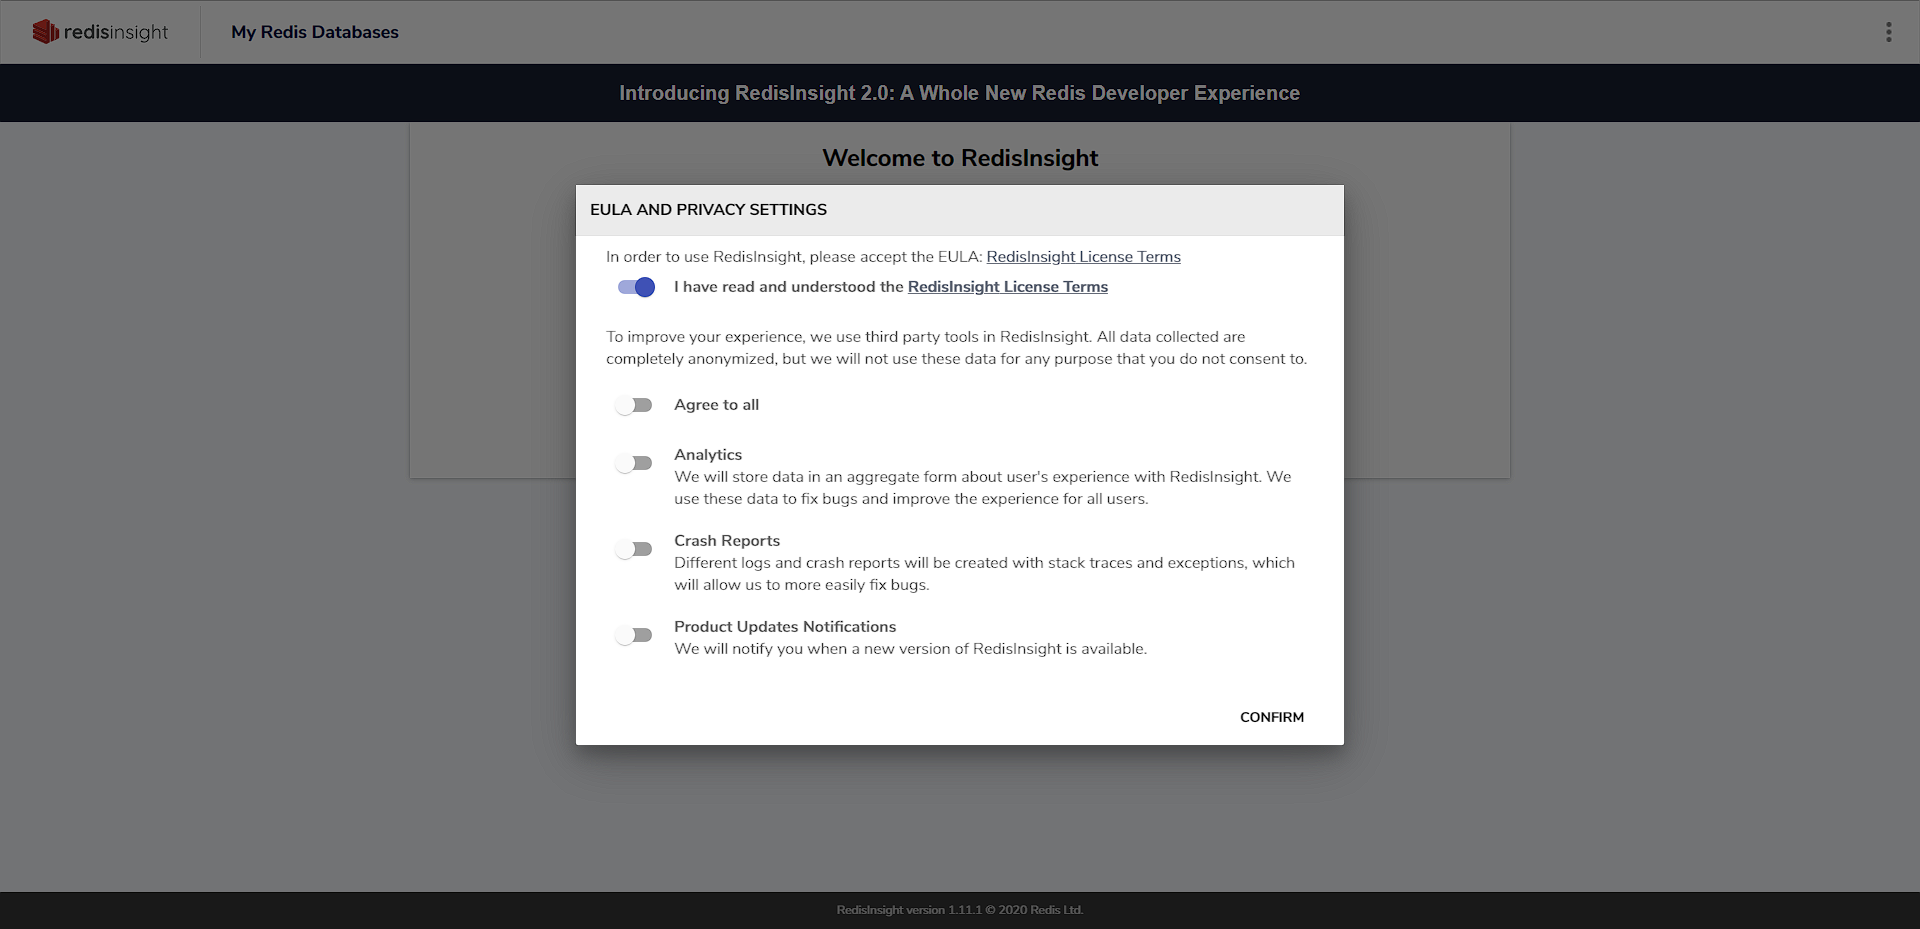 redisinsight
My Redis Databases
Introducing RedisInsight 2.0: A Whole New Redis Developer Experience
Welcome to RedisInsight
EULA AND PRIVACY SETTINGS
In order to use RedisInsight, please accept the EULA: RedisInsight License Terms
I have read and understood the RedisInsight License Terms
To improve your experience, we use third party tools in RedisInsight. All data collected are
completely anonymized, but we will not use these data for any purpose that you do not consent to.
Agree to all
Analytics
We will store data in an aggregate form about user's experience with RedisInsight. We
use these data to fix bugs and improve the experience for all users.
Crash Reports
Different logs and crash reports will be created with stack traces and exceptions, which
will allow us to more easily fix bugs.
Product Updates Notifications
We will notify you when a new version of RedisInsight is available.
CONFIRM
RedisInsight version 1.11.1 © 2020 Redis Ltd.